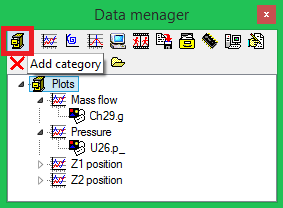 Data menager
x
Add category
Plots
Mass flow
Ch29.g
Pressure
U26.p_
Z1 position
Z2 position